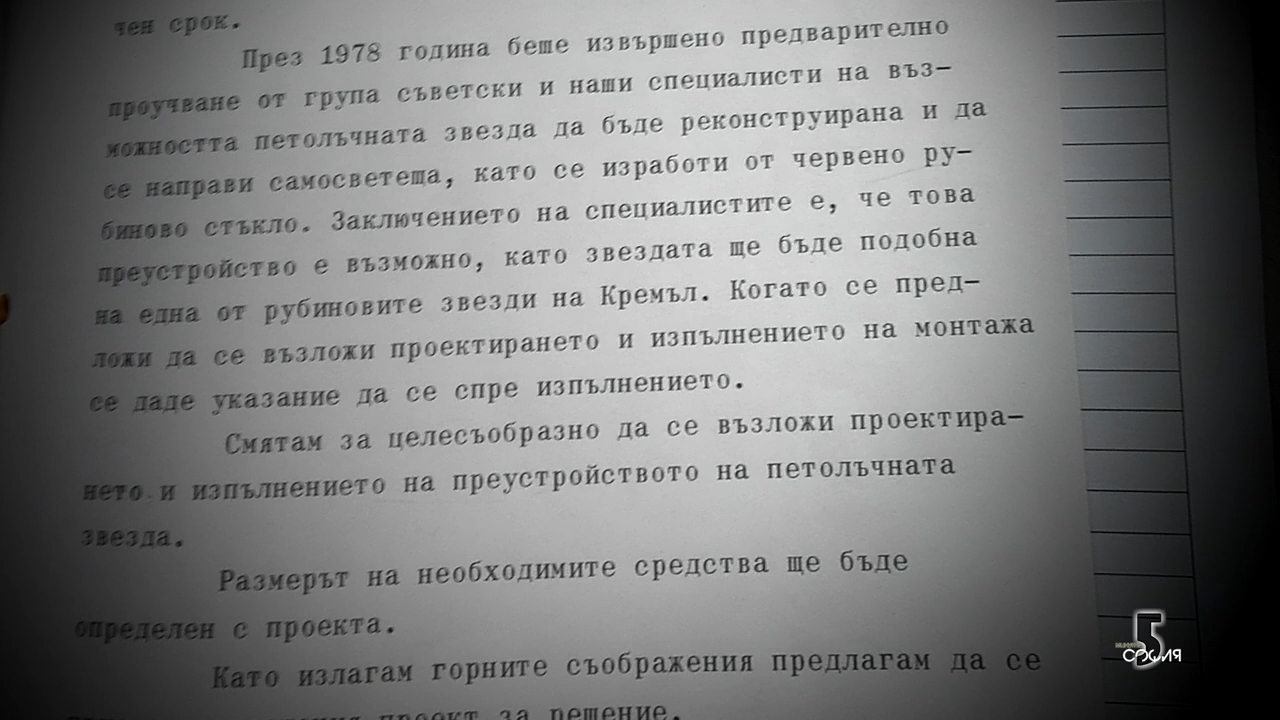 чен срок.
През 1978 година беше извършено предварително
проучване от група съветски и наши специалисти на въз-
можността петолъчната звезда да бъде реконструирана и да
се направи самосветеща, като се изработи от червено ру-
биново стъкло. Заключението на специалистите е, че това
преустройство е възможно, като звездата ще бъде подобна
на една от рубиновите звезди на Кремъл. Когато се пред-
ложи да се възложи проектирането и изпълнението на монтажа
се даде указание да се спре изпълнението.
Смятам за целесъобразно да се възложи проектира-
нето и изпълнението на преустройството на петолъчната
звезда.
Размерът на необходимите средства ще бъде
определен с проекта.
Като излагам горните съображения предлагам да се
проект за решение.
5
СОФИЯ